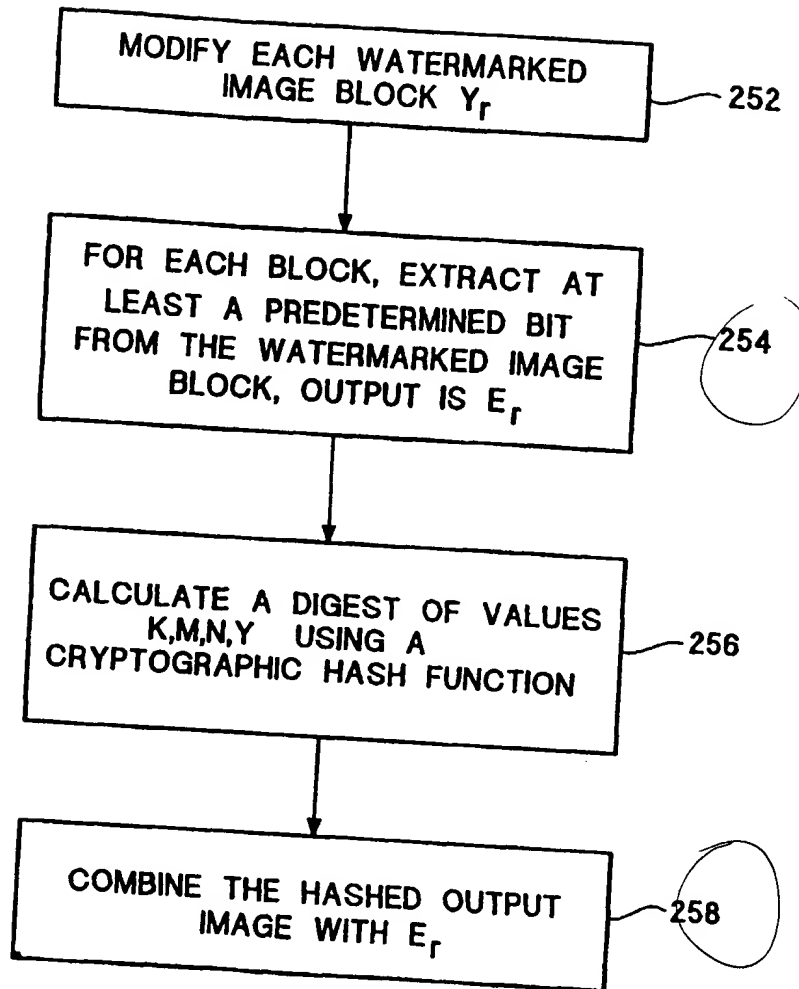 MODIFY EACH WATERMARKED
IMAGE BLOCK Yr
252
FOR EACH BLOCK, EXTRACT AT
LEAST A PREDETERMINED BIT
FROM THE WATERMARKED IMAGE
BLOCK, OUTPUT IS Er
254
CALCULATE A DIGEST OF VALUES
K,M,N,Y USING A
CRYPTOGRAPHIC HASH FUNCTION
256
COMBINE THE HASHED OUTPUT
IMAGE WITH Er
258